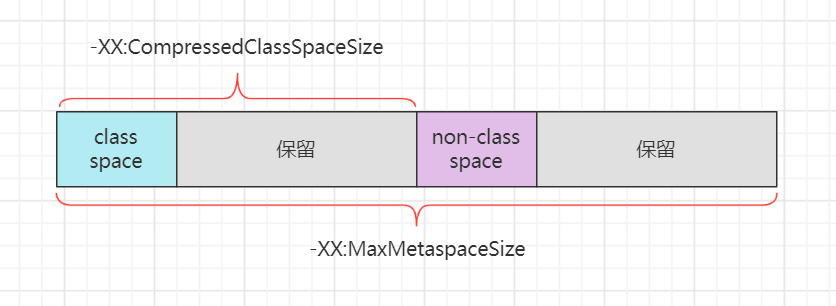 -XX:CompressedClassSpaceSize
class
space
保留
non-class
space
保留
-XX:MaxMetaspaceSize